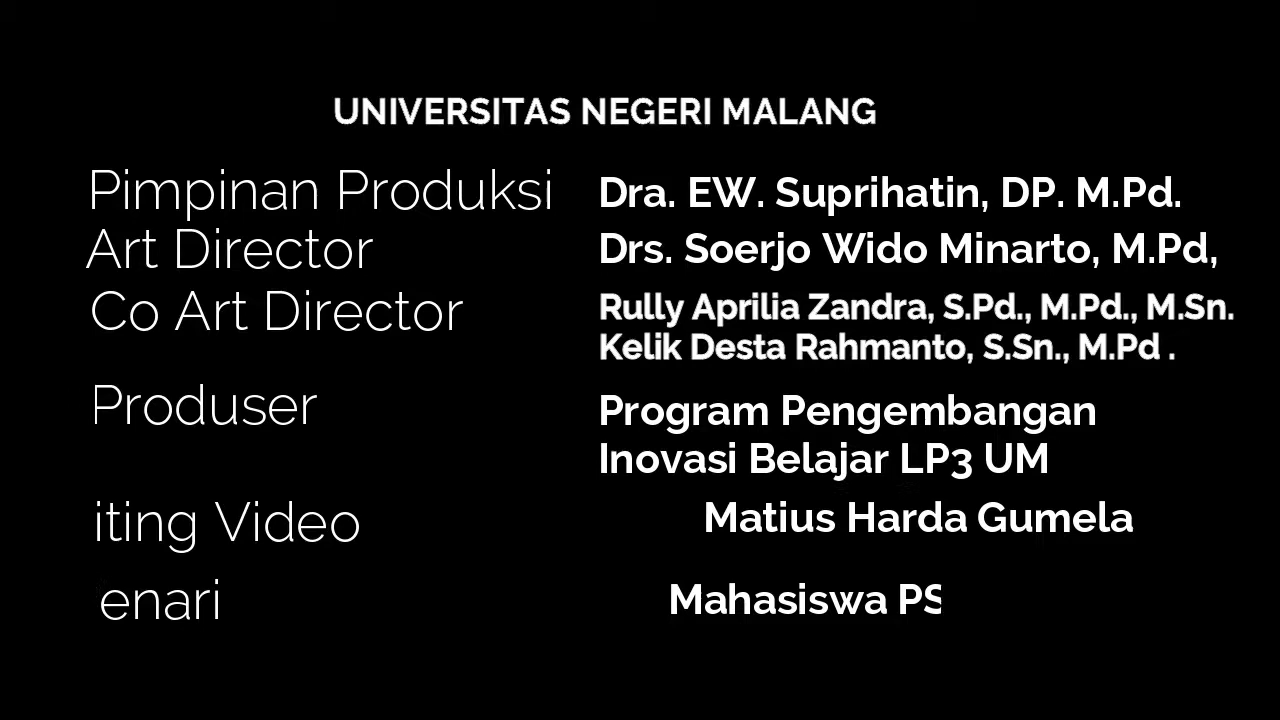 UNIVERSITAS NEGERI MALANG
Pimpinan Produksi Dra. EW. Suprihatin, DP. M.Pd.
Art Director Drs. Soerjo Wido Minarto, M.Pd,
Co Art Director Rully Aprilia Zandra, S.Pd., M.Pd., M.Sn.
Kelik Desta Rahmanto, S.Sn., M.Pd .
Produser Program Pengembangan
Inovasi Belajar LP3 UM
iting Video Matius Harda Gumela
enari Mahasiswa PS